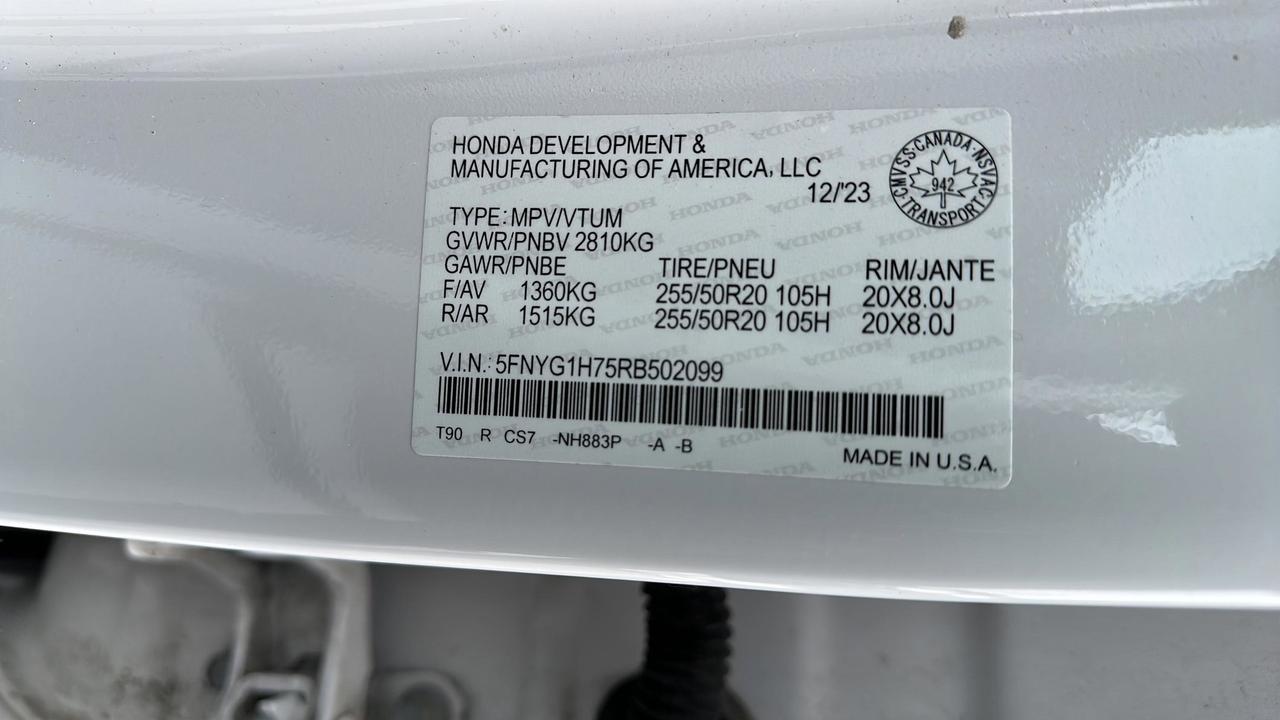 HONDA DEVELOPMENT &
MANUFACTURING OF AMERICA, LLC
12/'23
CMVSS·CANADA·NSVAC
942
TRANSPORT
TYPE: MPV/VTUM
GVWR/PNBV 2810KG
GAWR/PNBE TIRE/PNEU RIM/JANTE
F/AV 1360KG 255/50R20 105H 20X8.0J
R/AR 1515KG 255/50R20 105H 20X8.0J
V.I.N.: 5FNYG1H75RB502099
T90 R CS7 -NH883P -A -B
MADE IN U.S.A.